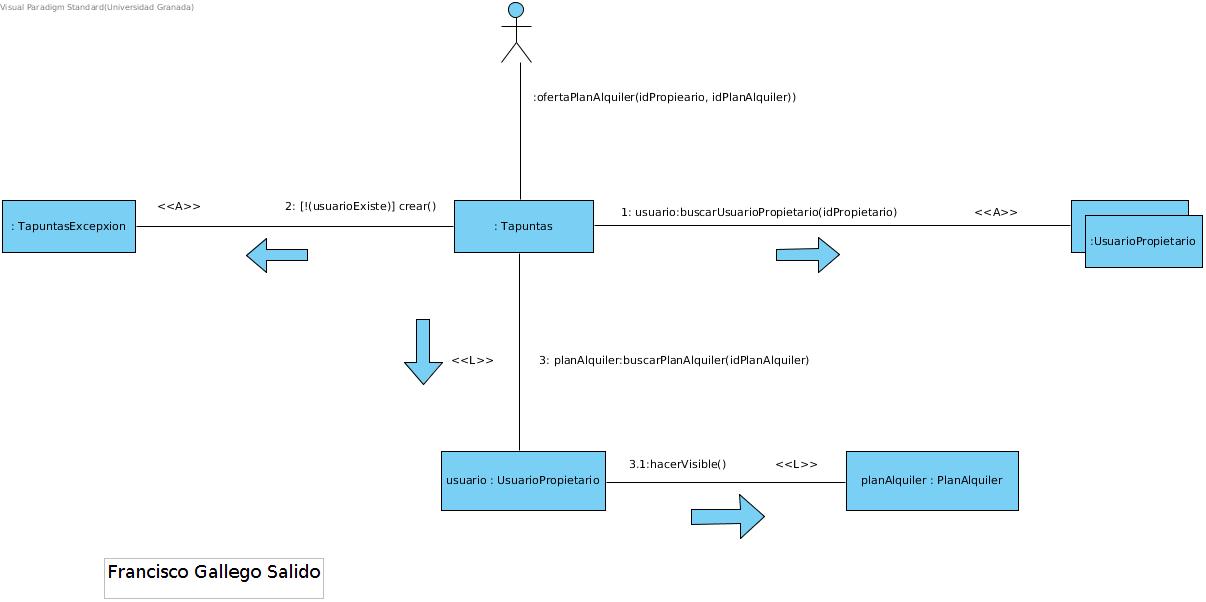 Visual Paradigm Standard(Universidad Granada)
:ofertaPlanAlquiler(idPropieario, idPlanAlquiler))
<<A>>
2: [!(usuarioExiste)] crear()
1: usuario:buscarUsuarioPropietario(idPropietario)
<<A>>
: TapuntasExcepxion
: Tapuntas
:UsuarioPropietario
<<L>>
3: planAlquiler:buscarPlanAlquiler(idPlanAlquiler)
3.1:hacerVisible()
<<L>>
usuario : UsuarioPropietario
planAlquiler : PlanAlquiler
Francisco Gallego Salido